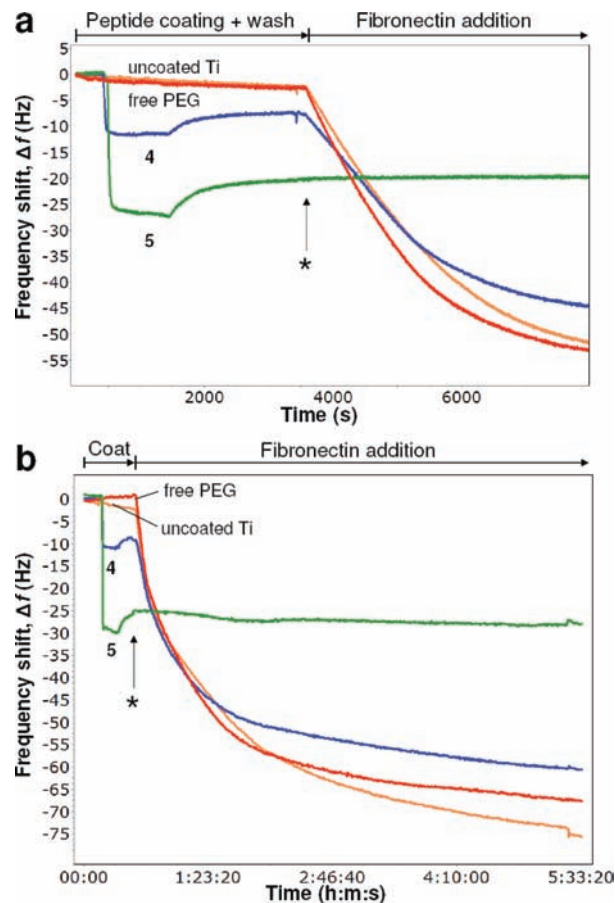 a
Peptide coating + wash Fibronectin addition
5
0
-5
-10
-15
-20
-25
-30
-35
-40
-45
-50
-55
Frequency shift, Δf (Hz)
uncoated Ti
free PEG
4
5
*
2000 4000 6000
Time (s)
b
Coat Fibronectin addition
0
-5
-10
-15
-20
-25
-30
-35
-40
-45
-50
-55
-60
-65
-70
-75
Frequency shift, Δf (Hz)
free PEG
uncoated Ti
4
5
*
00:00 1:23:20 2:46:40 4:10:00 5:33:20
Time (h:m:s)